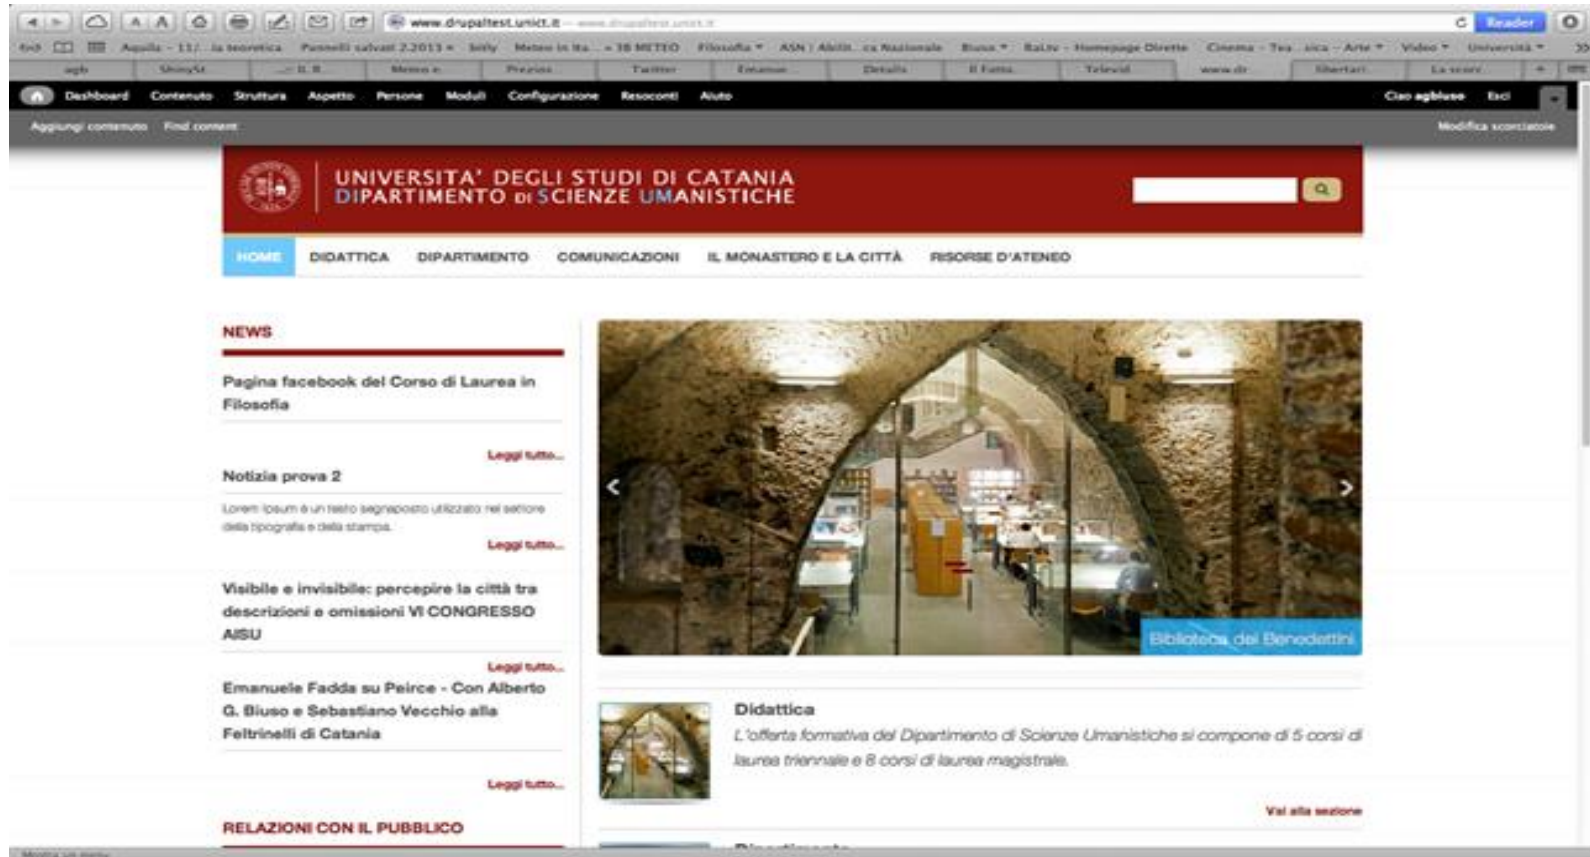 www.drupaltest.unict.it — www.drupaltest.unict.it
Reader
Dashboard Contenuto Struttura Aspetto Persone Moduli Configurazione Resoconti Aiuto
Ciao agbiuso Esci
Aggiungi contenuto Find content
Modifica scorciatoie
UNIVERSITA' DEGLI STUDI DI CATANIA
DIPARTIMENTO DI SCIENZE UMANISTICHE
HOME DIDATTICA DIPARTIMENTO COMUNICAZIONI IL MONASTERO E LA CITTÀ RISORSE D'ATENEO
NEWS
Pagina facebook del Corso di Laurea in
Filosofia
Leggi tutto...
Notizia prova 2
Lorem Ipsum è un testo segnaposto utilizzato nel settore
della tipografia e della stampa.
Leggi tutto...
Visibile e invisibile: percepire la città tra
descrizioni e omissioni VI CONGRESSO
AISU
Leggi tutto...
Emanuele Fadda su Peirce - Con Alberto
G. Biuso e Sebastiano Vecchio alla
Feltrinelli di Catania
Leggi tutto...
RELAZIONI CON IL PUBBLICO
Biblioteca dei Benedettini
Didattica
L'offerta formativa del Dipartimento di Scienze Umanistiche si compone di 5 corsi di
laurea triennale e 8 corsi di laurea magistrale.
Vai alla sezione